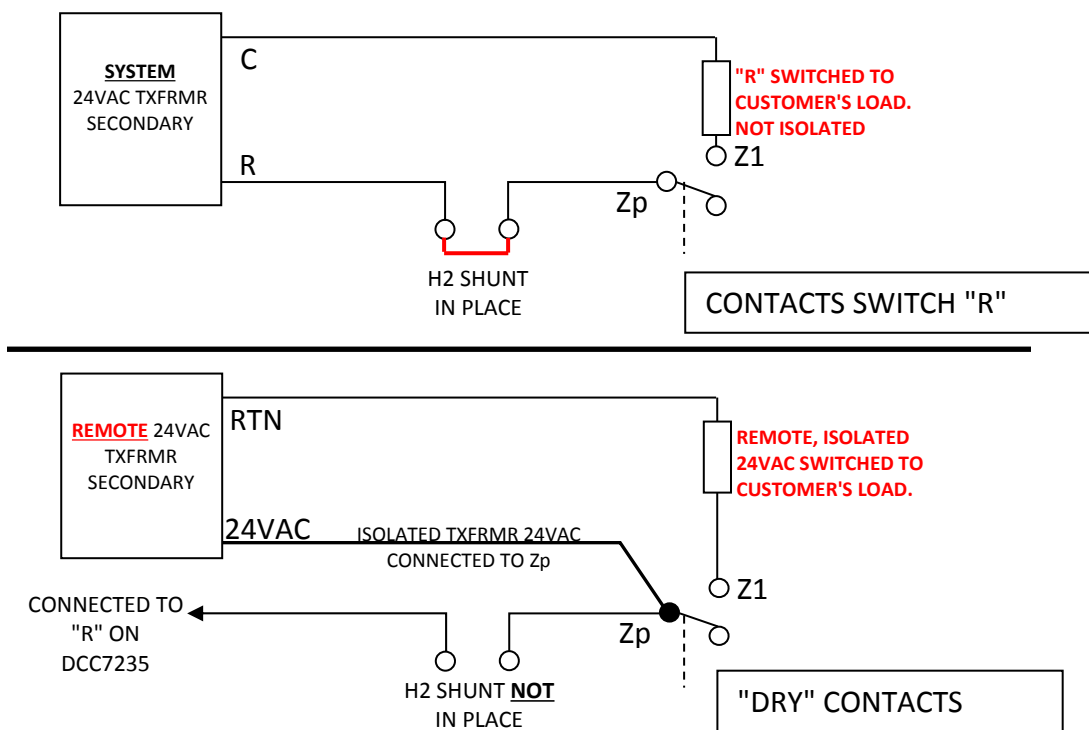 SYSTEM
24VAC TXFRMR
SECONDARY
C
R
"R" SWITCHED TO
CUSTOMER'S LOAD.
NOT ISOLATED
Z1
Zp
H2 SHUNT
IN PLACE
CONTACTS SWITCH "R"
REMOTE 24VAC
TXFRMR
SECONDARY
RTN
REMOTE, ISOLATED
24VAC SWITCHED TO
CUSTOMER'S LOAD.
24VAC
ISOLATED TXFRMR 24VAC
CONNECTED TO Zp
Z1
CONNECTED TO
"R" ON
DCC7235
Zp
H2 SHUNT NOT
IN PLACE
"DRY" CONTACTS